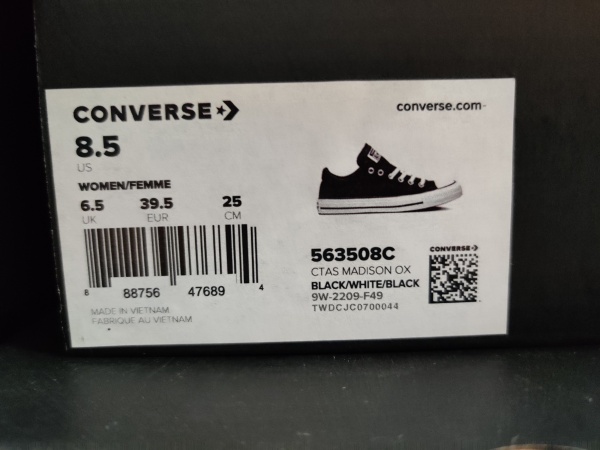 CONVERSE
converse.com
8.5
US
WOMEN/FEMME
6.5 39.5 25
UK EUR CM
8 88756 47689 4
MADE IN VIETNAM
FABRIQUE AU VIETNAM
563508C
CTAS MADISON OX
BLACK/WHITE/BLACK
9W-2209-F49
TWDCJC0700044
CONVERSE